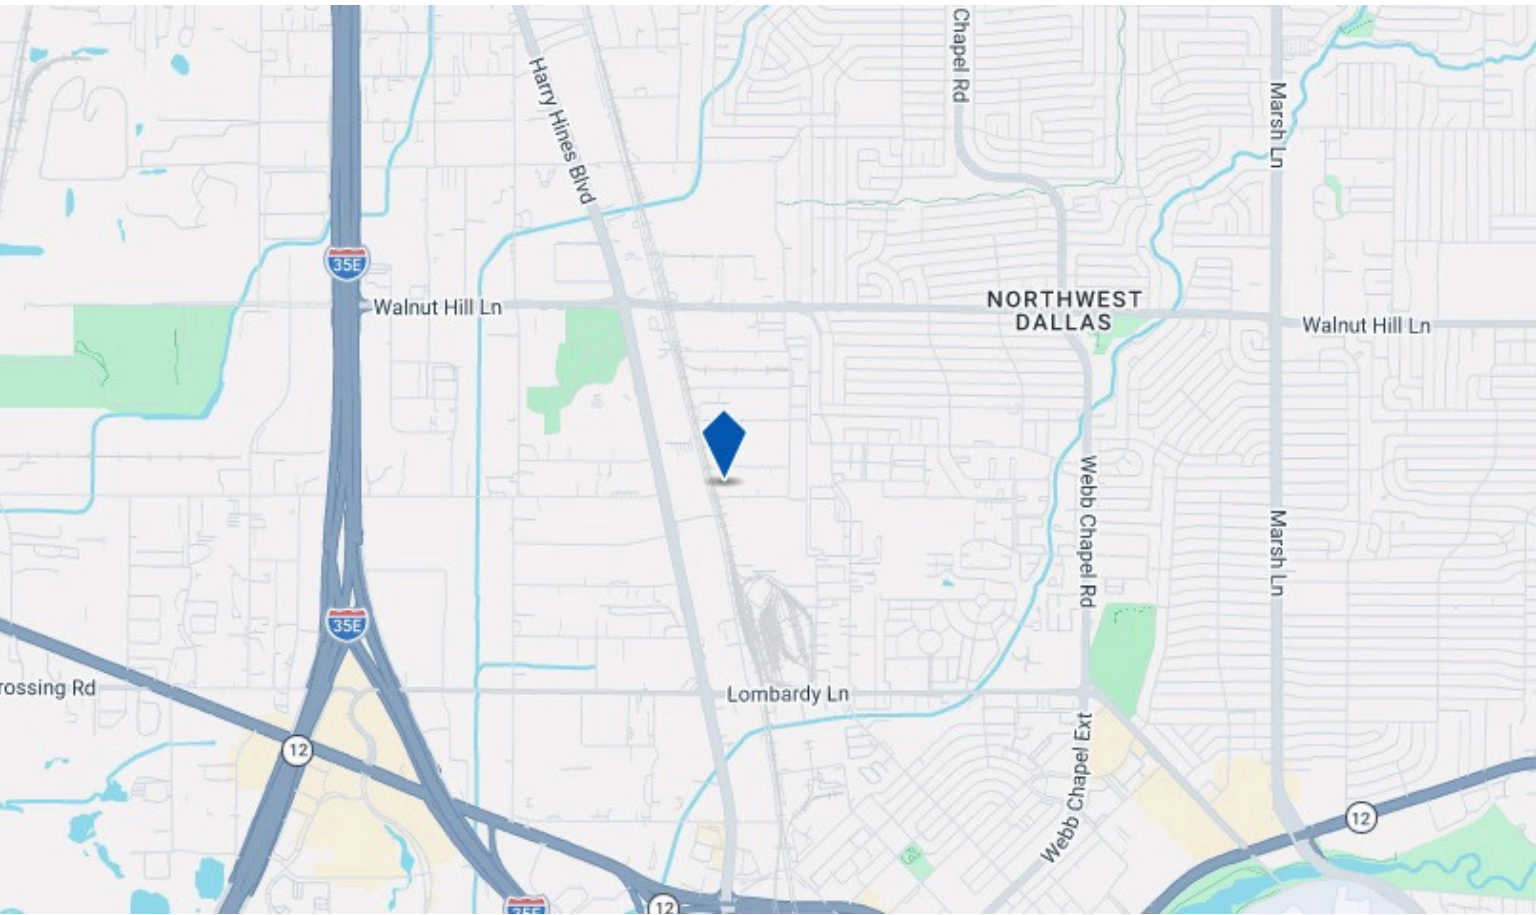 Chapel Rd
Harry Hines Blvd
Marsh Ln
35E
Walnut Hill Ln
NORTHWEST
DALLAS
Walnut Hill Ln
Webb Chapel Rd
Marsh Ln
35E
rossing Rd
Lombardy Ln
12
Webb Chapel Ext
12
35E
12